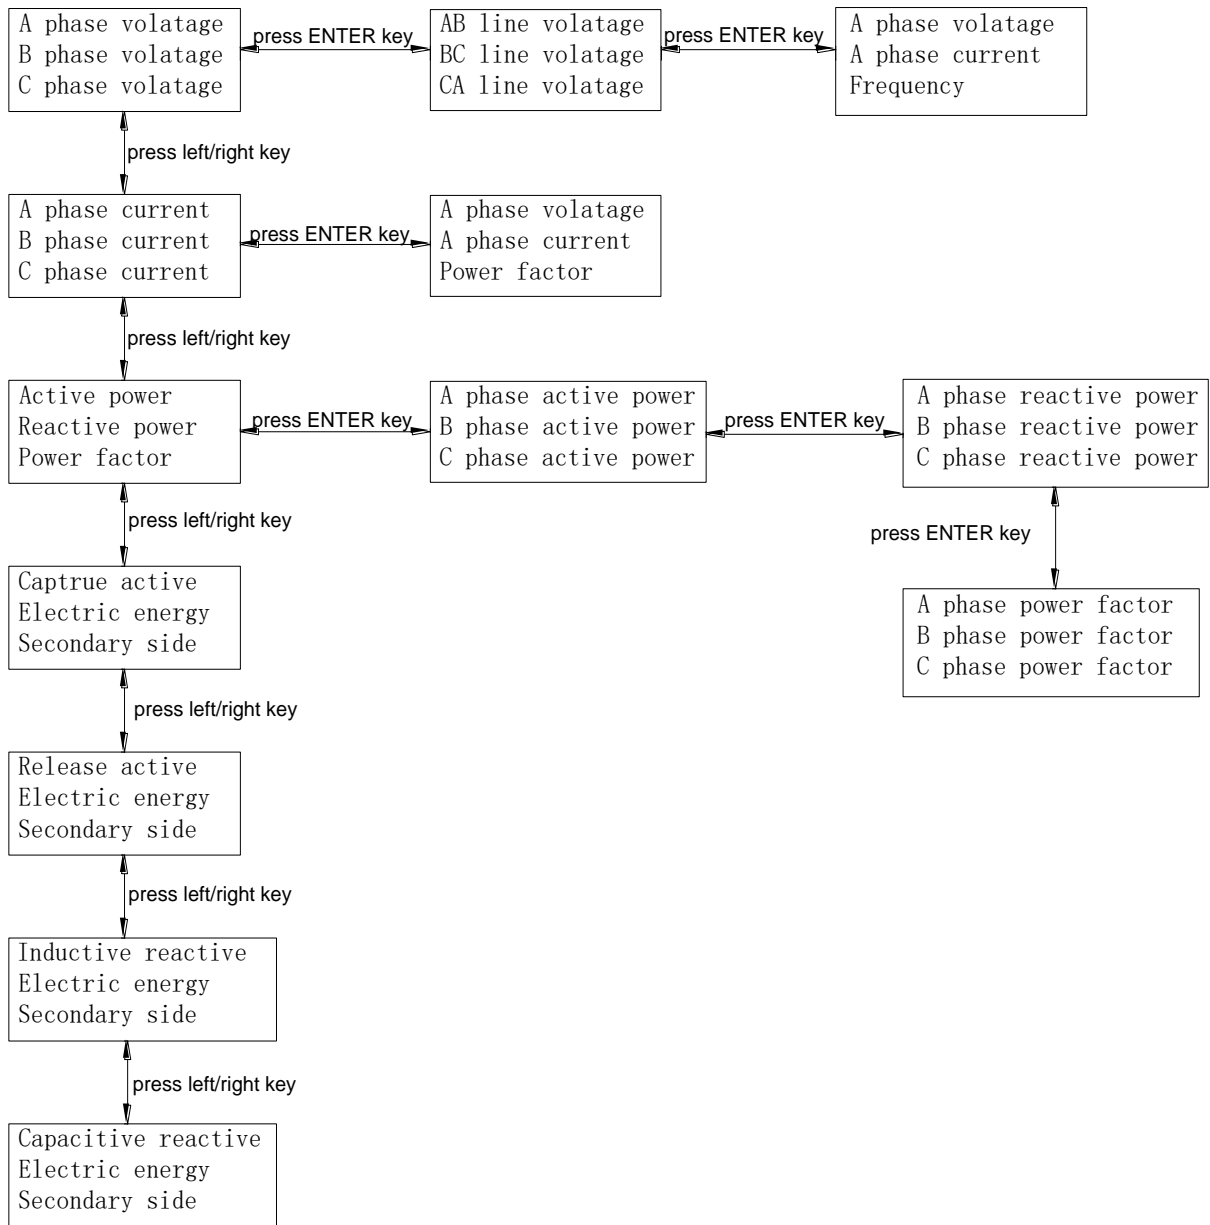 A phase volatage
B phase volatage
C phase volatage
press ENTER key
AB line volatage
BC line volatage
CA line volatage
press ENTER key
A phase volatage
A phase current
Frequency
press left/right key
A phase current
B phase current
C phase current
press ENTER key
A phase volatage
A phase current
Power factor
press left/right key
Active power
Reactive power
Power factor
press ENTER key
A phase active power
B phase active power
C phase active power
press ENTER key
A phase reactive power
B phase reactive power
C phase reactive power
press left/right key
press ENTER key
Captrue active
Electric energy
Secondary side
A phase power factor
B phase power factor
C phase power factor
press left/right key
Release active
Electric energy
Secondary side
press left/right key
Inductive reactive
Electric energy
Secondary side
press left/right key
Capacitive reactive
Electric energy
Secondary side